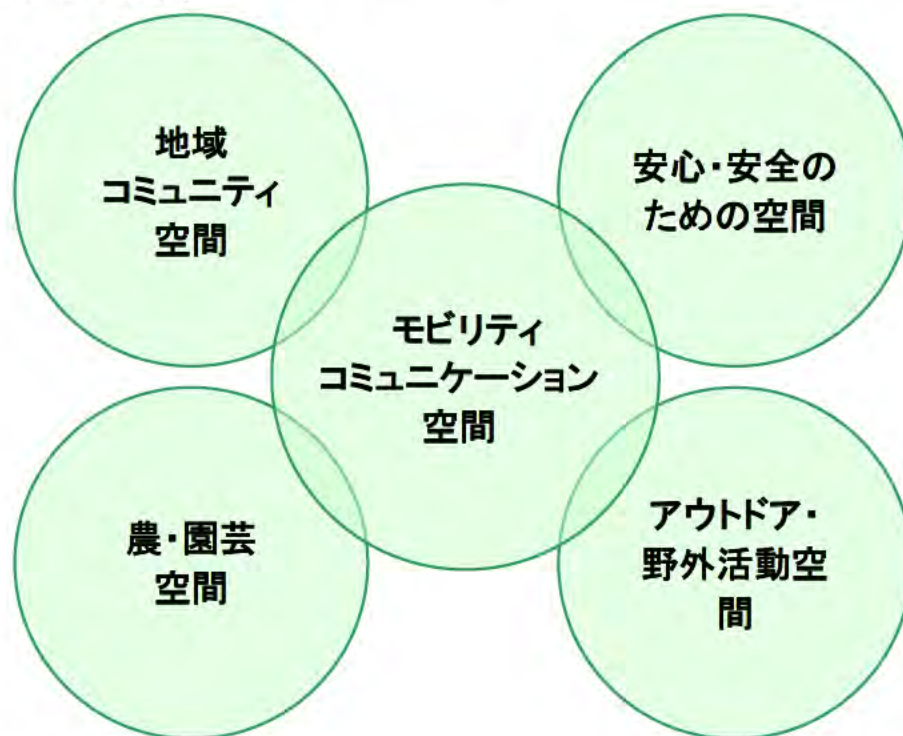 地域
コミュニティ
空間
安心・安全の
ための空間
モビリティ
コミュニケーション
空間
農・園芸
空間
アウトドア・
野外活動空
間